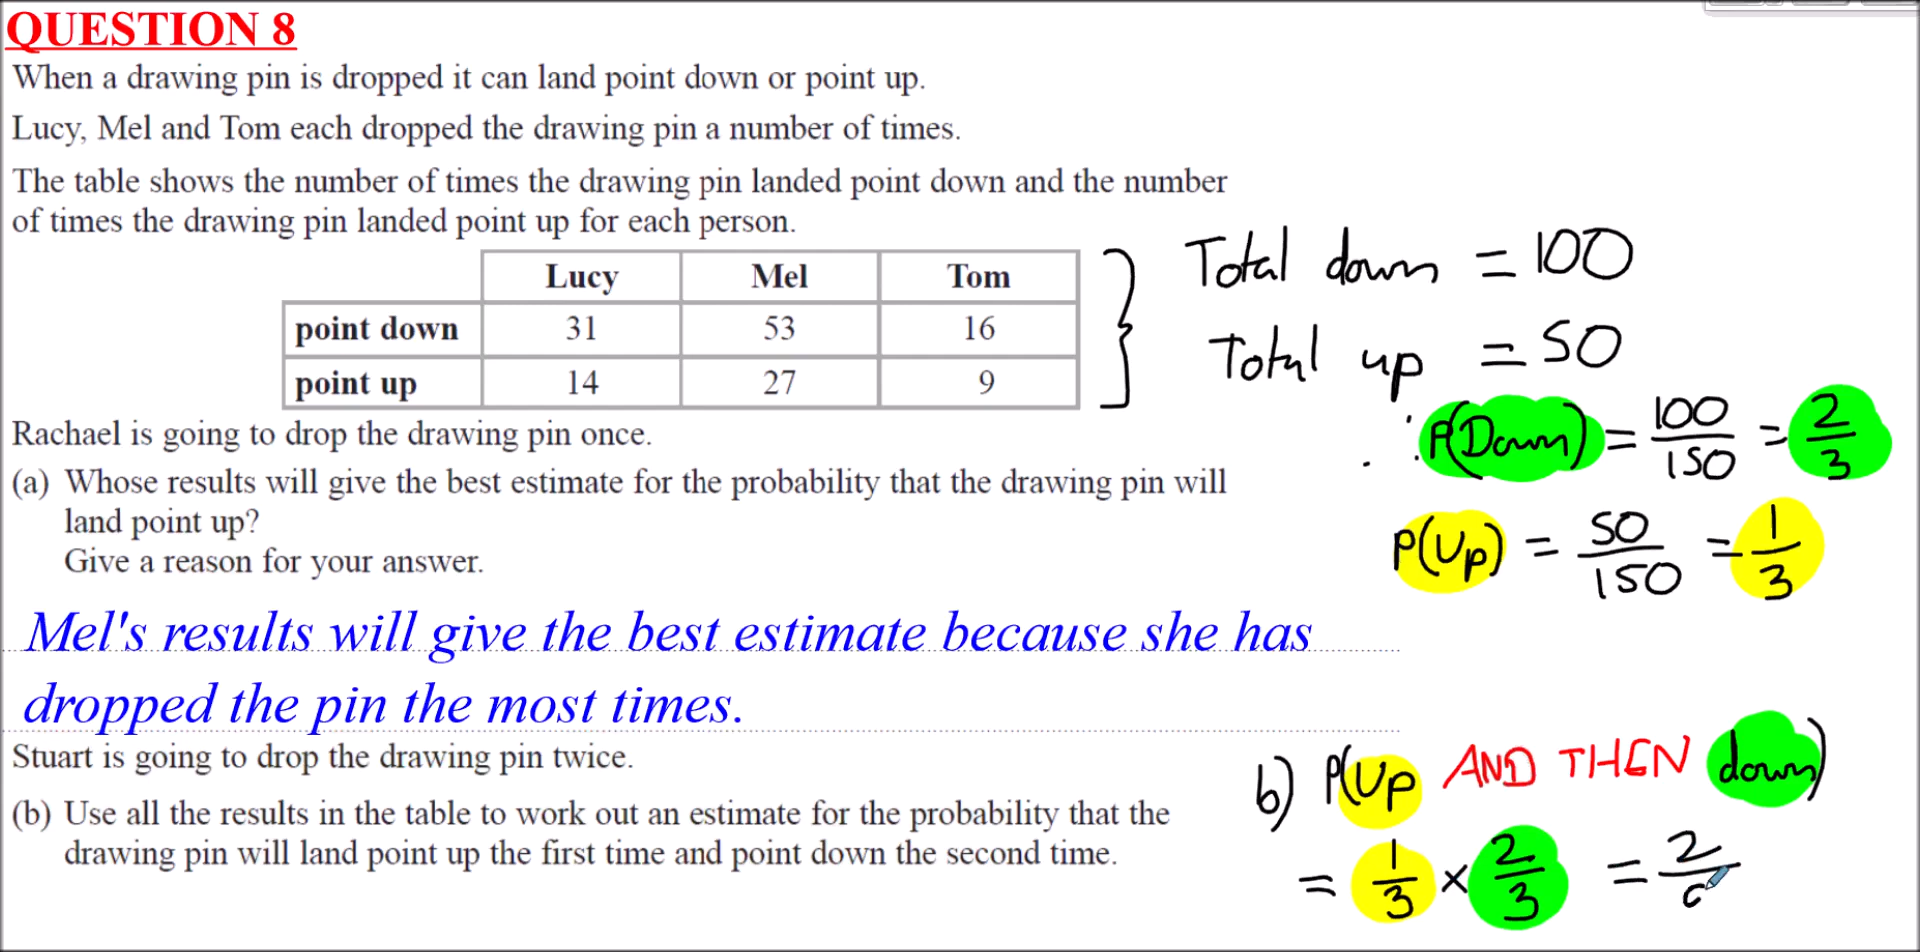 QUESTION 8
When a drawing pin is dropped it can land point down or point up.
Lucy, Mel and Tom each dropped the drawing pin a number of times.
The table shows the number of times the drawing pin landed point down and the number
of times the drawing pin landed point up for each person.
Lucy Mel Tom
point down 31 53 16
point up 14 27 9
Total down = 100
Total up = 50
∴ P(Down) = 100/150 = 2/3
P(Up) = 50/150 = 1/3
Rachael is going to drop the drawing pin once.
(a) Whose results will give the best estimate for the probability that the drawing pin will
land point up?
Give a reason for your answer.
Mel's results will give the best estimate because she has
dropped the pin the most times.
Stuart is going to drop the drawing pin twice.
(b) Use all the results in the table to work out an estimate for the probability that the
drawing pin will land point up the first time and point down the second time.
b) P(Up AND THEN down)
= 1/3 × 2/3 = 2/